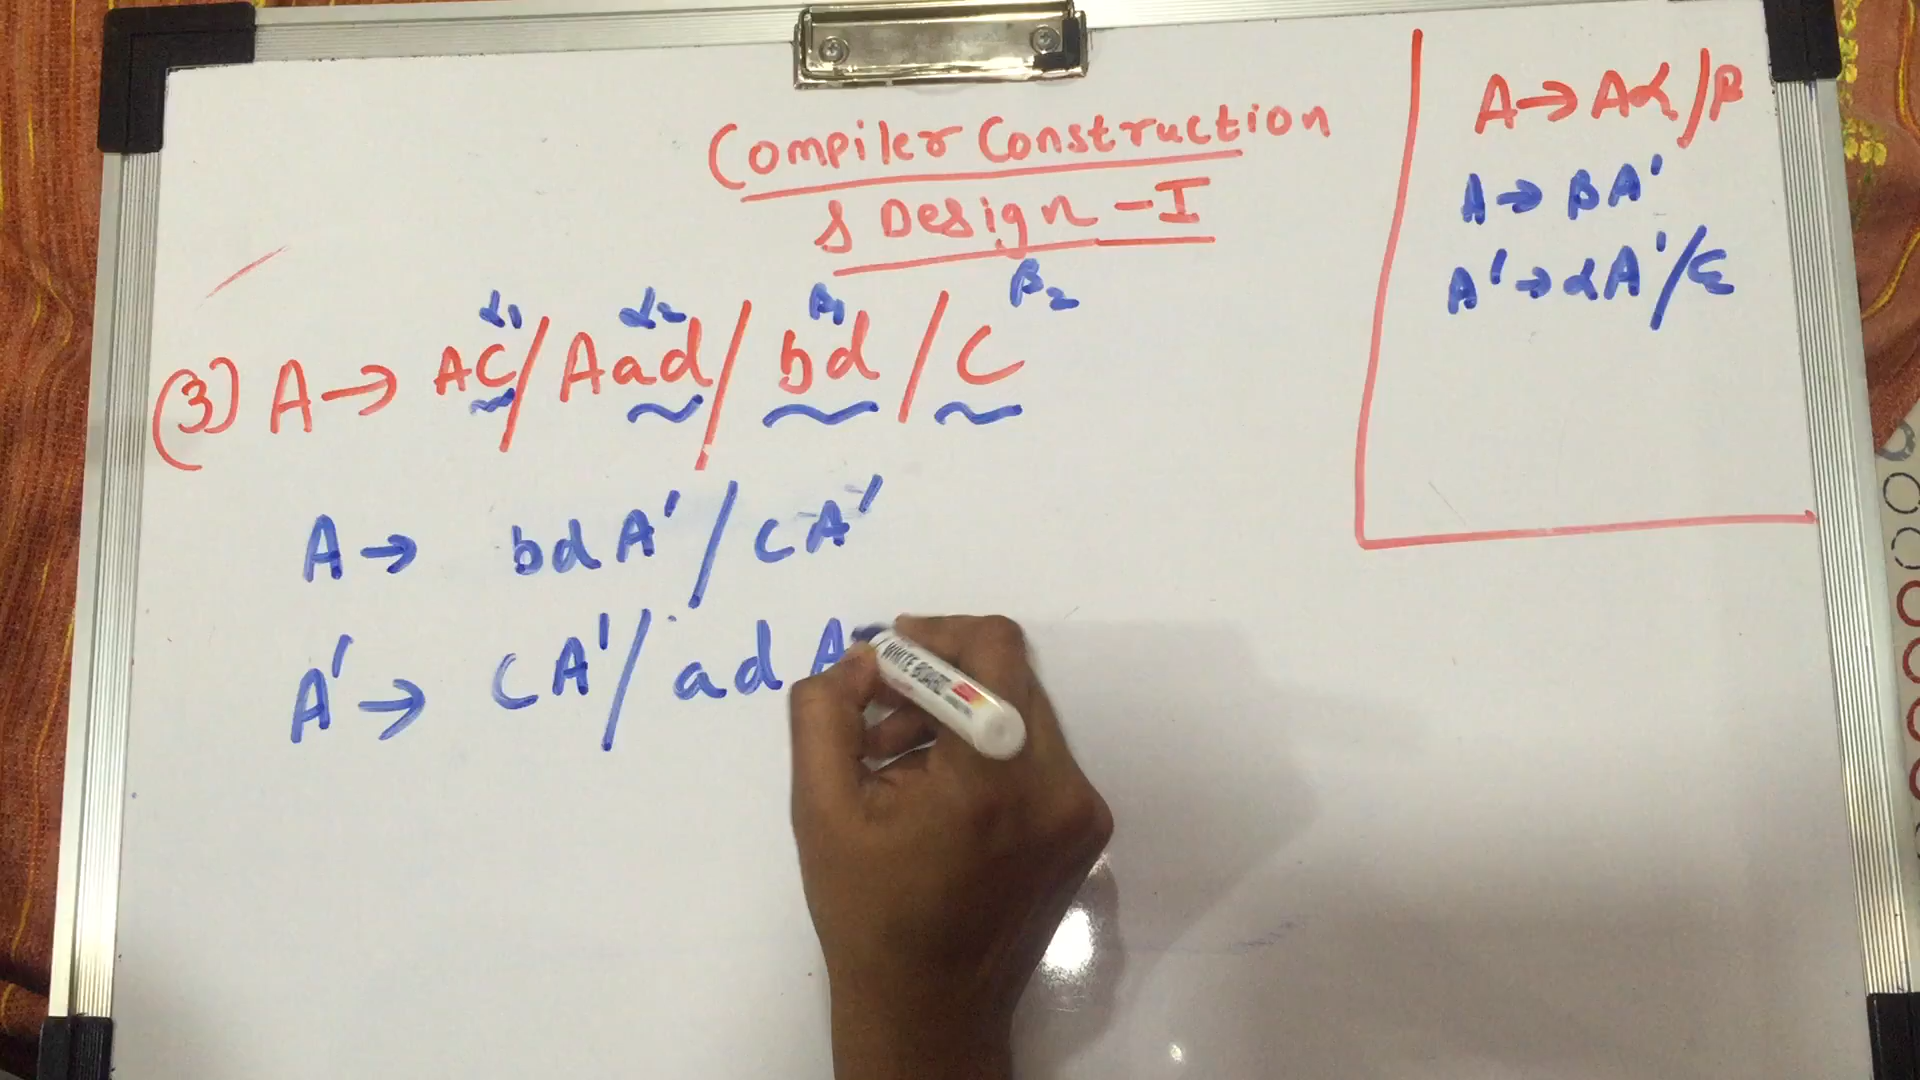 Compiler Construction
& Design - I
A → Aα / β
A → βA'
A' → αA' / ε
α1 α2 β1 β2
(3) A → AC / Aad / bd / C
A → bdA' / CA'
A' → CA' / adA
WHITE BOARD